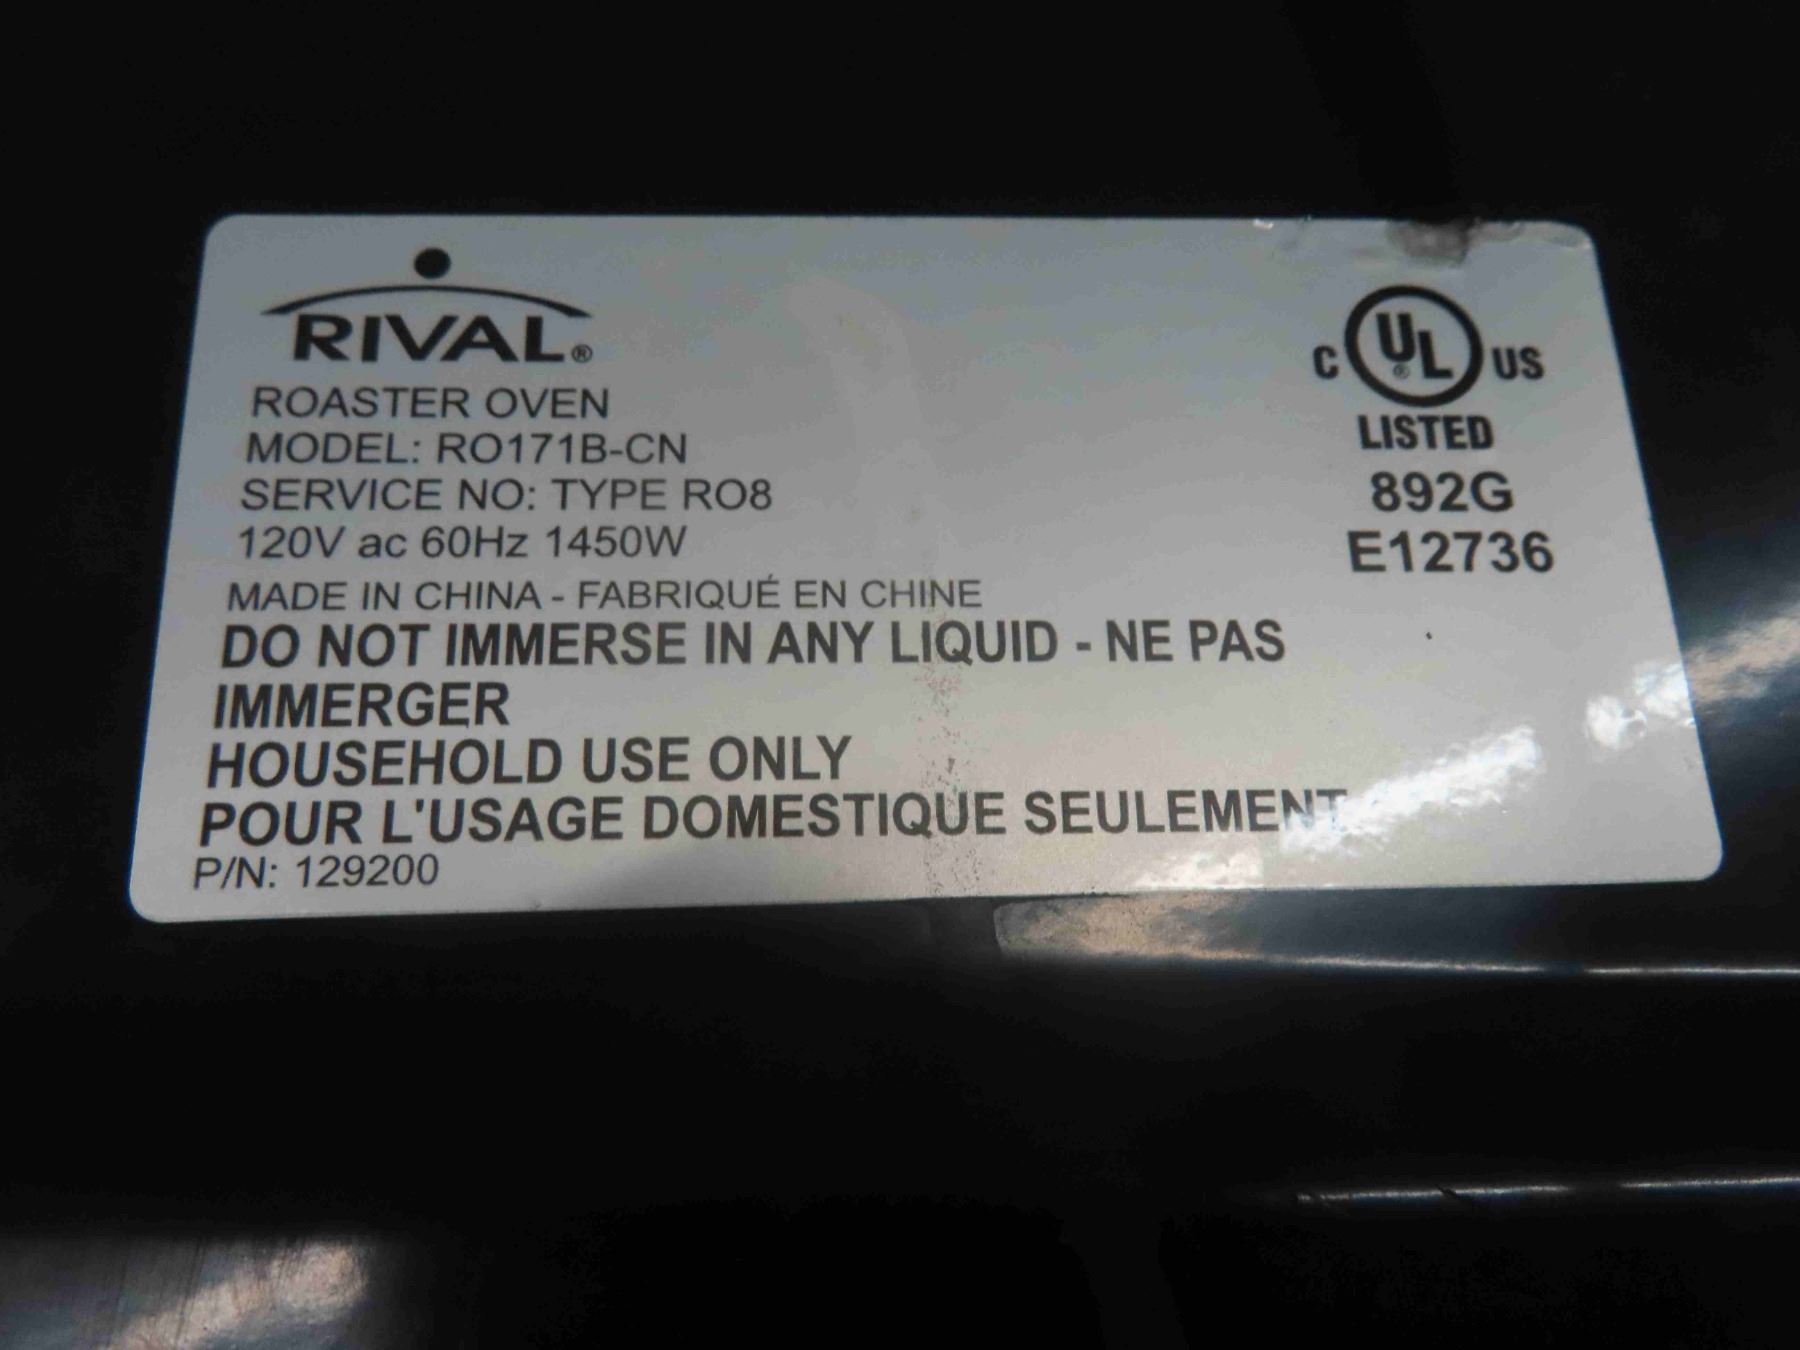 RIVAL®
ROASTER OVEN
MODEL: RO171B-CN
SERVICE NO: TYPE RO8
120V ac 60Hz 1450W
MADE IN CHINA - FABRIQUÉ EN CHINE
DO NOT IMMERSE IN ANY LIQUID - NE PAS
IMMERGER
HOUSEHOLD USE ONLY
POUR L'USAGE DOMESTIQUE SEULEMENT
P/N: 129200
C UL® US
LISTED
892G
E12736